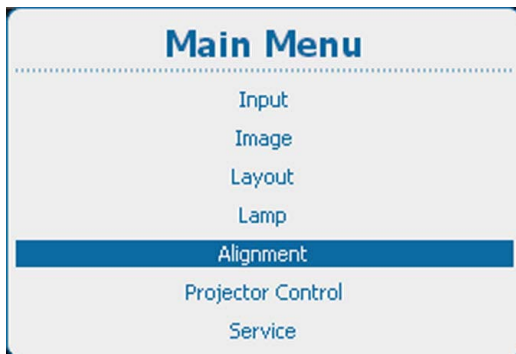 Main Menu
Input
Image
Layout
Lamp
Alignment
Projector Control
Service